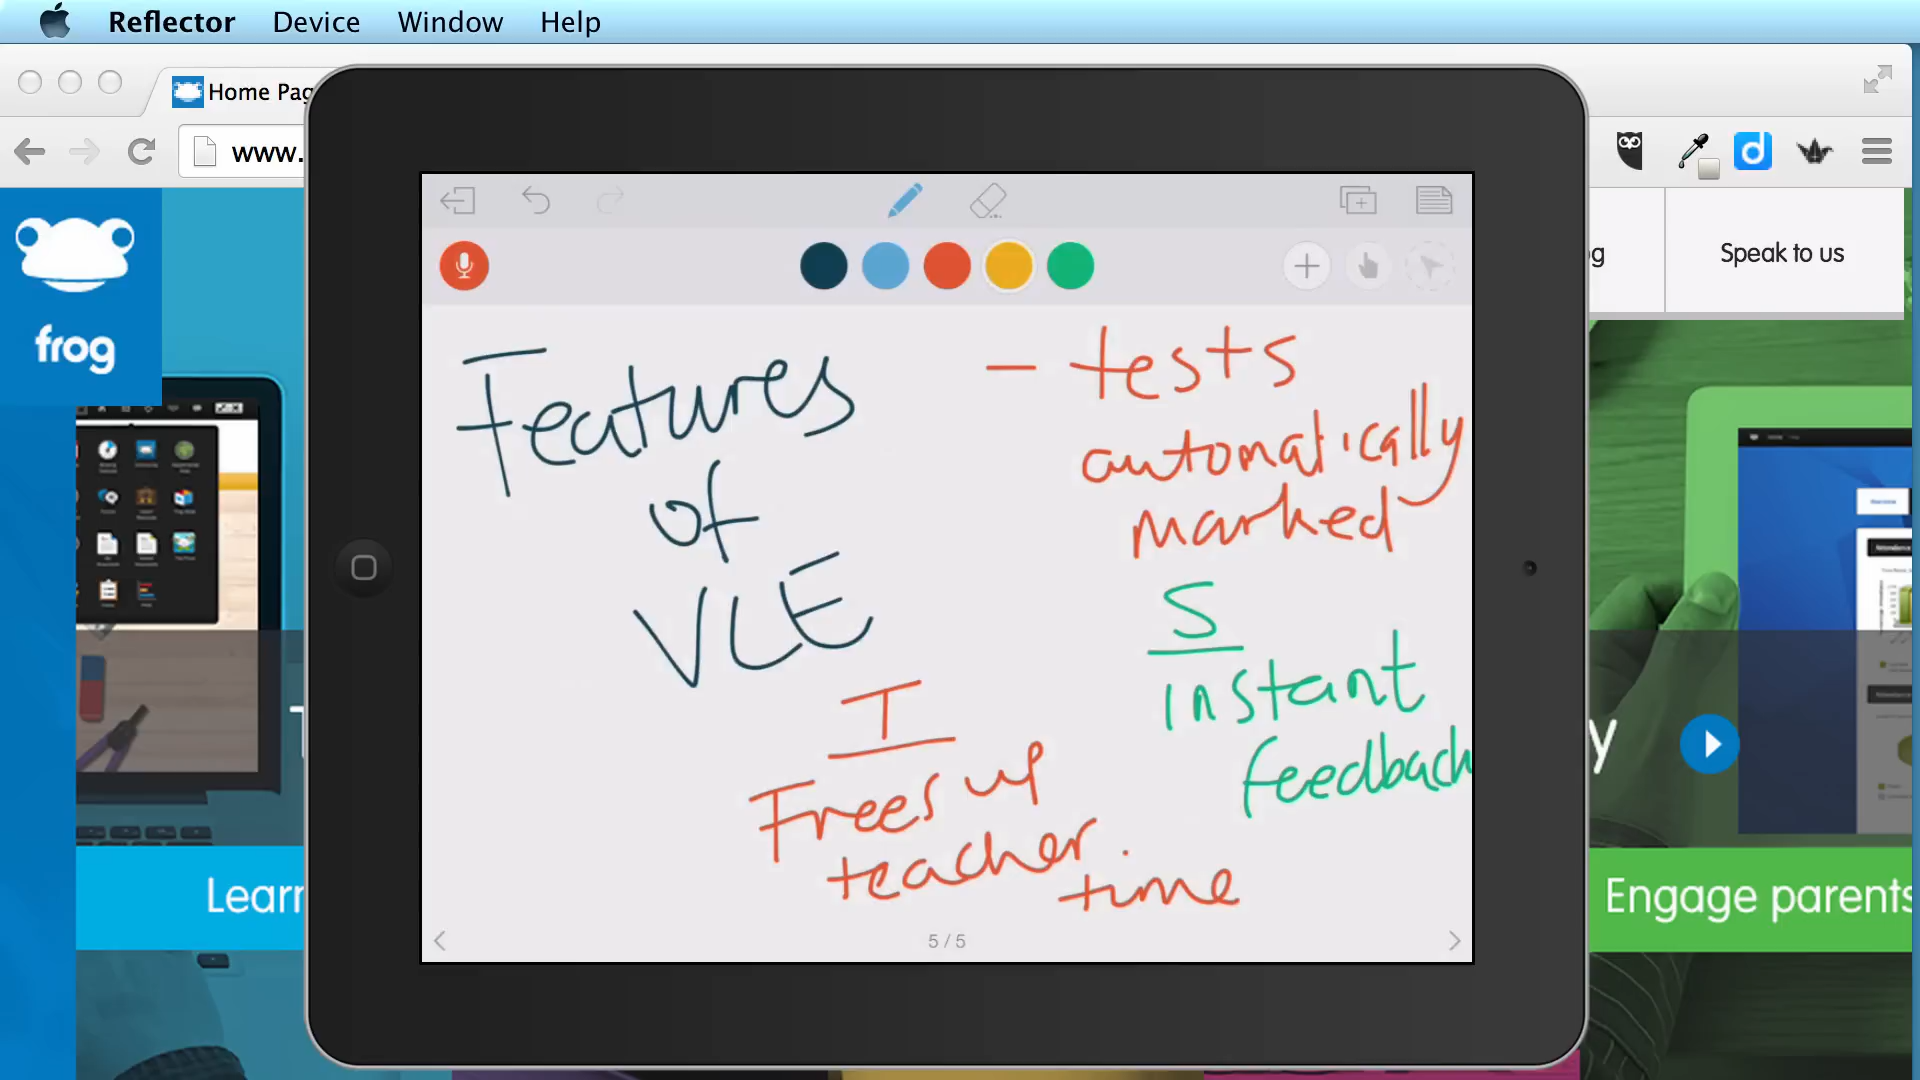 Reflector Device Window Help
Home Pag
www.
frog
g
Speak to us
Features
of
VLE
- tests
automatically
marked
S
instant
feedback
T
Frees up
teacher
time
5 / 5
y
Learn
Engage parents